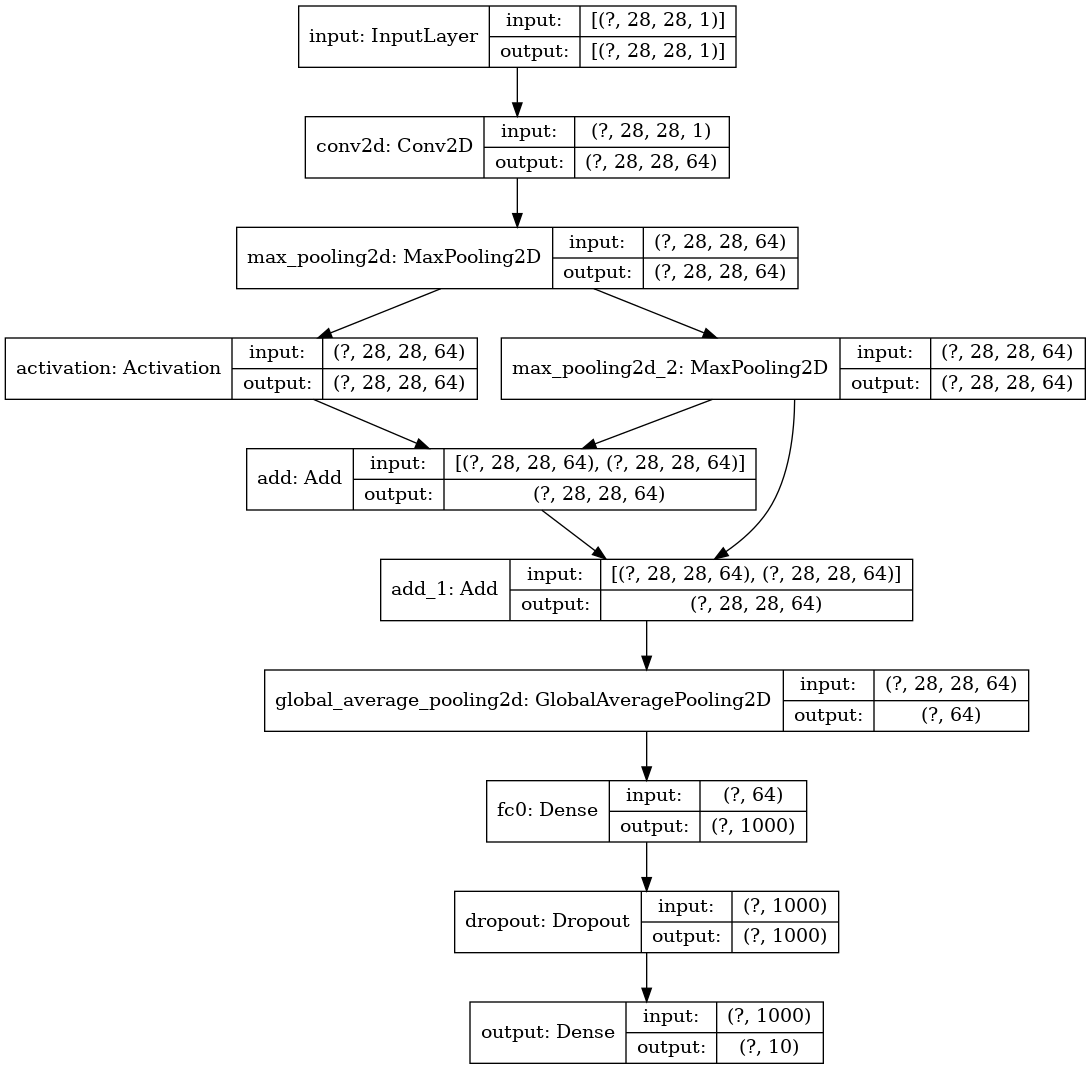 input: InputLayer
input: [(?, 28, 28, 1)]
output: [(?, 28, 28, 1)]
conv2d: Conv2D
input: (?, 28, 28, 1)
output: (?, 28, 28, 64)
max_pooling2d: MaxPooling2D
input: (?, 28, 28, 64)
output: (?, 28, 28, 64)
activation: Activation
input: (?, 28, 28, 64)
output: (?, 28, 28, 64)
max_pooling2d_2: MaxPooling2D
input: (?, 28, 28, 64)
output: (?, 28, 28, 64)
add: Add
input: [(?, 28, 28, 64), (?, 28, 28, 64)]
output: (?, 28, 28, 64)
add_1: Add
input: [(?, 28, 28, 64), (?, 28, 28, 64)]
output: (?, 28, 28, 64)
global_average_pooling2d: GlobalAveragePooling2D
input: (?, 28, 28, 64)
output: (?, 64)
fc0: Dense
input: (?, 64)
output: (?, 1000)
dropout: Dropout
input: (?, 1000)
output: (?, 1000)
output: Dense
input: (?, 1000)
output: (?, 10)